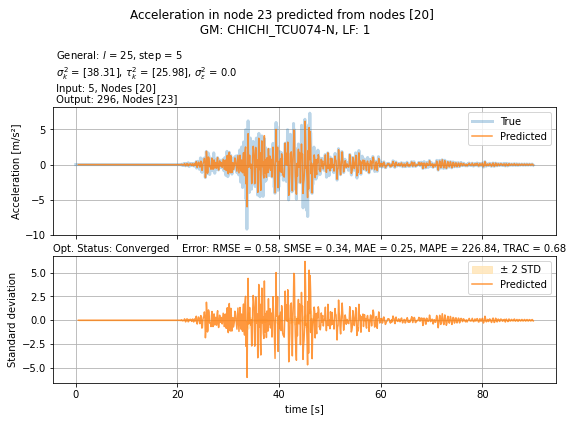 Acceleration in node 23 predicted from nodes [20]
GM: CHICHI_TCU074-N, LF: 1
General: l = 25, step = 5
σ²ₖ = [38.31], τ²ₖ = [25.98], σ²ε = 0.0
Input: 5, Nodes [20]
Output: 296, Nodes [23]
True
Predicted
Acceleration [m/s²]
5
0
−5
−10
Opt. Status: Converged Error: RMSE = 0.58, SMSE = 0.34, MAE = 0.25, MAPE = 226.84, TRAC = 0.68
± 2 STD
Predicted
Standard deviation
5.0
2.5
0.0
−2.5
−5.0
0 20 40 60 80
time [s]